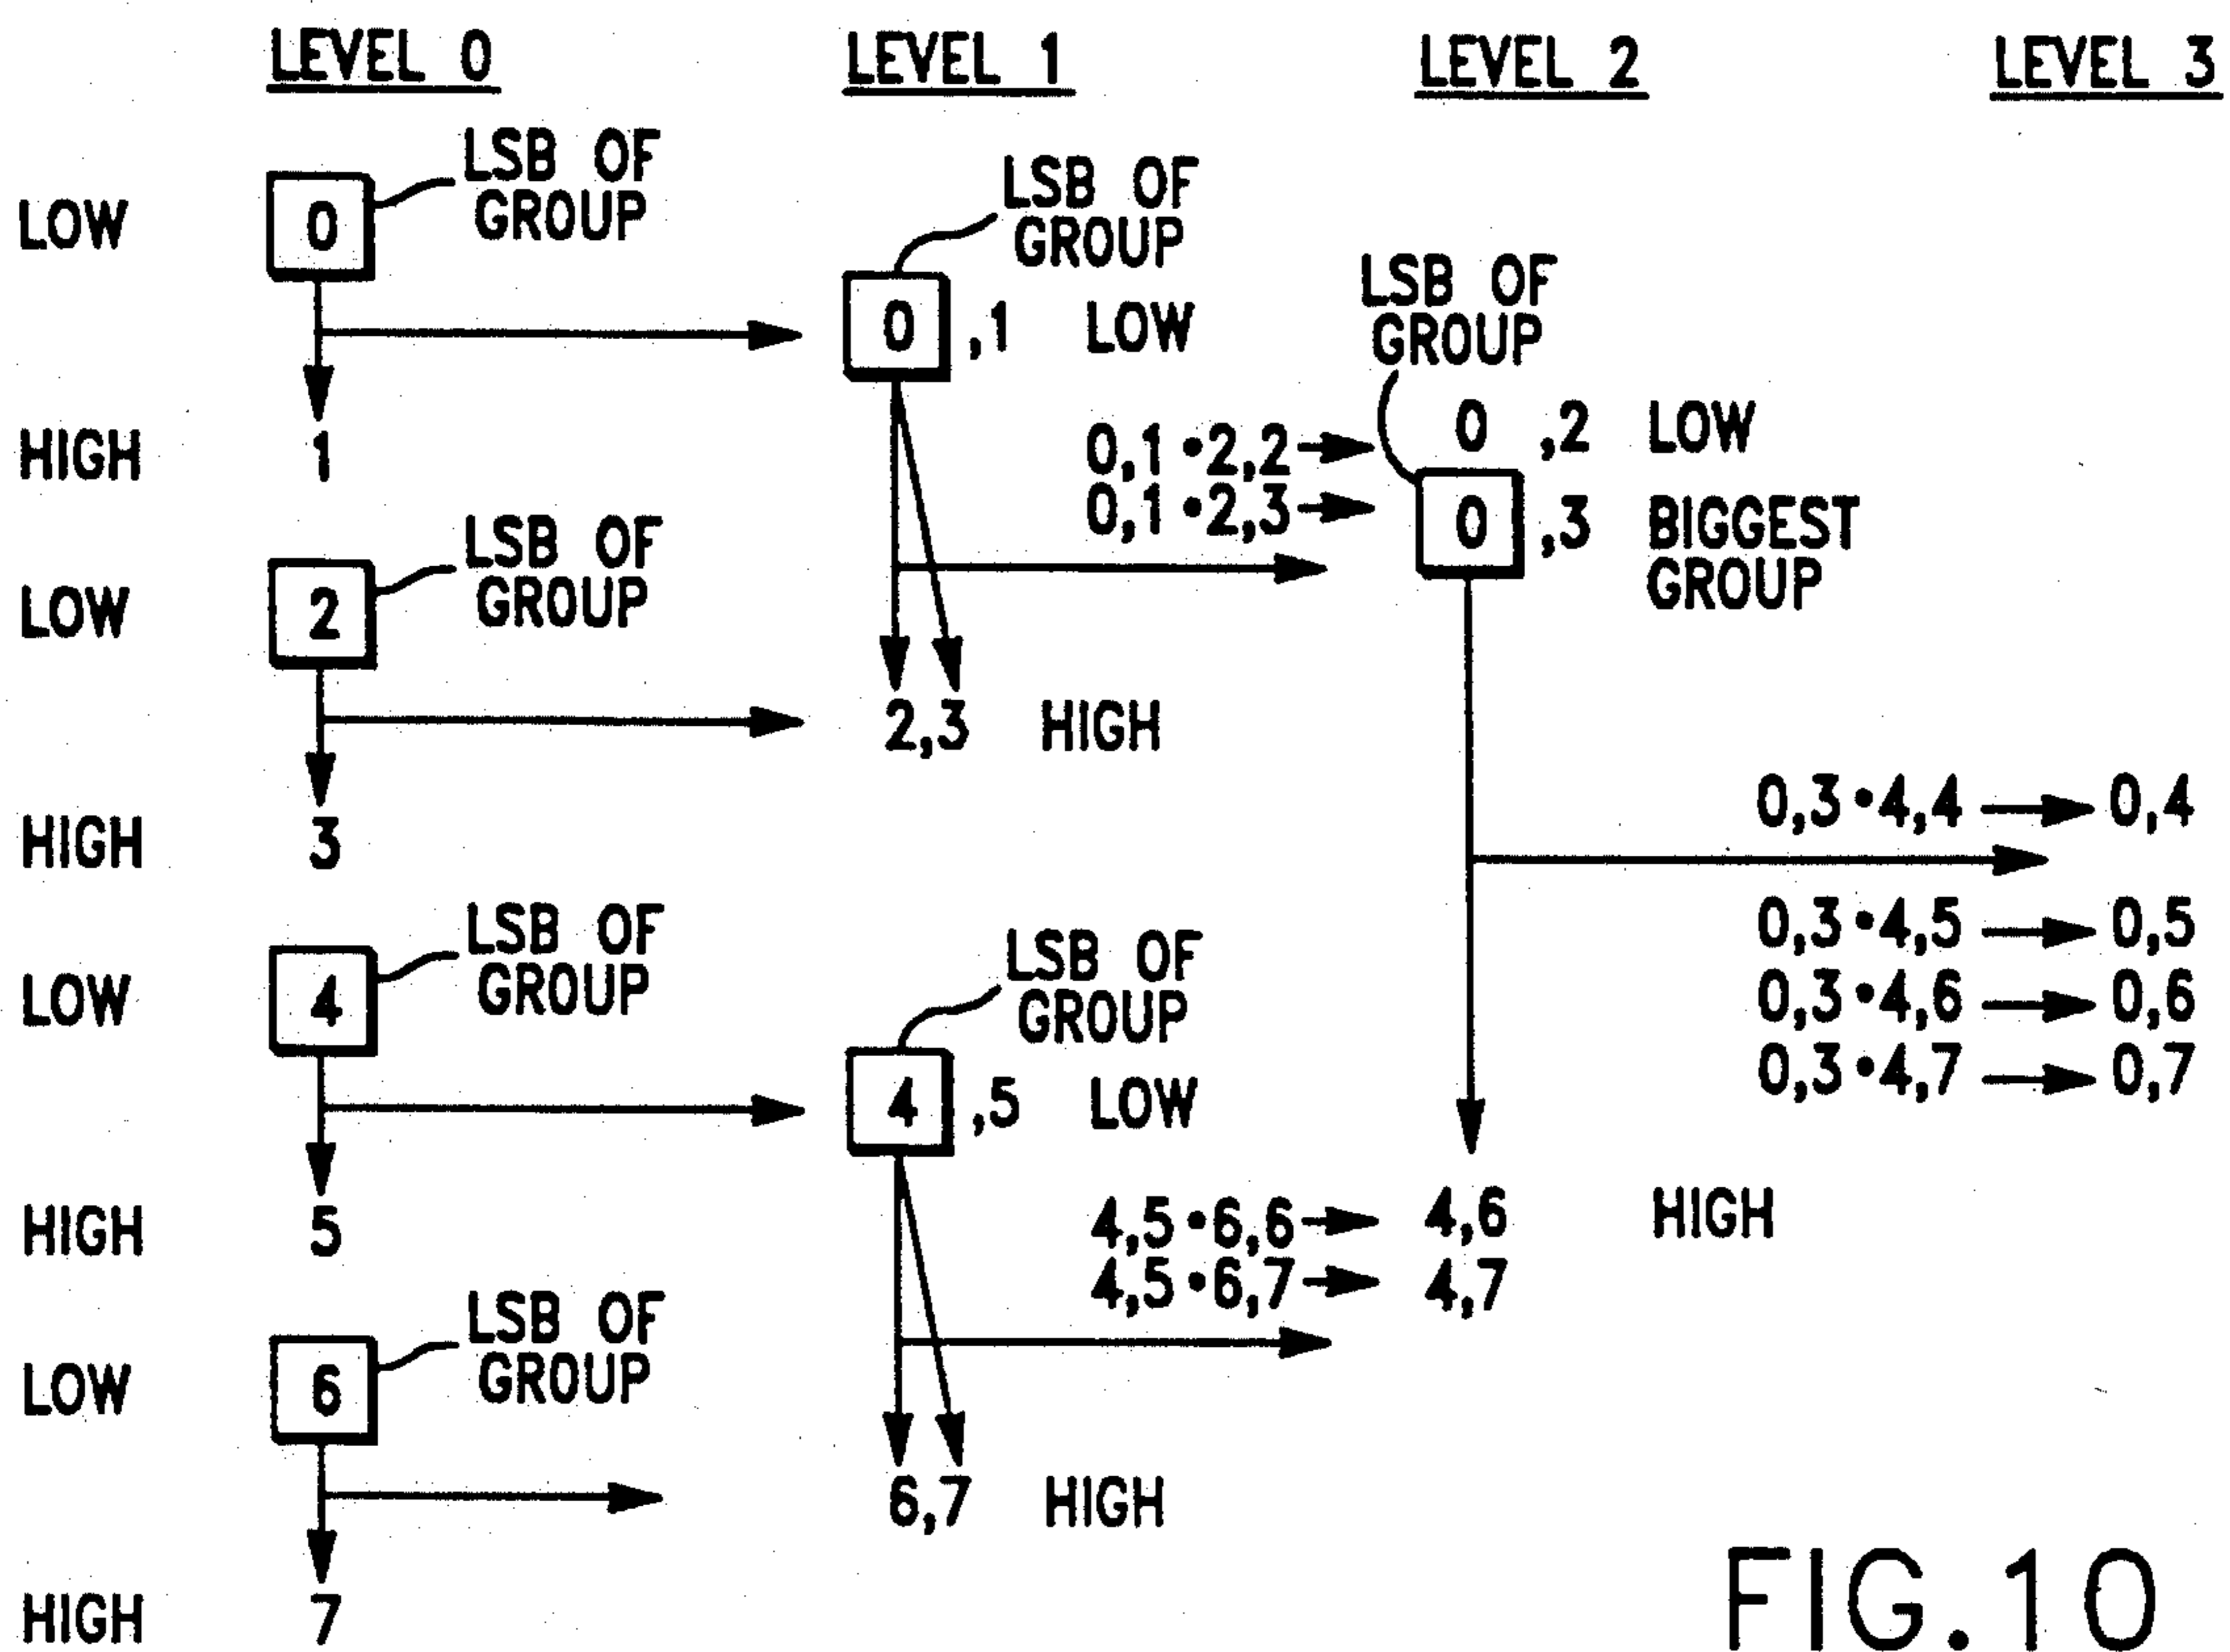 LEVEL 0
LEVEL 1
LEVEL 2
LEVEL 3
LOW
0
LSB OF
GROUP
HIGH
1
LOW
2
LSB OF
GROUP
HIGH
3
LOW
4
LSB OF
GROUP
HIGH
5
LOW
6
LSB OF
GROUP
HIGH
7
LSB OF
GROUP
0 ,1 LOW
2,3 HIGH
LSB OF
GROUP
4 ,5 LOW
6,7 HIGH
LSB OF
GROUP
0,1•2,2 0 ,2 LOW
0,1•2,3 0 ,3 BIGGEST
GROUP
4,5•6,6 4,6 HIGH
4,5•6,7 4,7
0,3•4,4 0,4
0,3•4,5 0,5
0,3•4,6 0,6
0,3•4,7 0,7
FIG.10